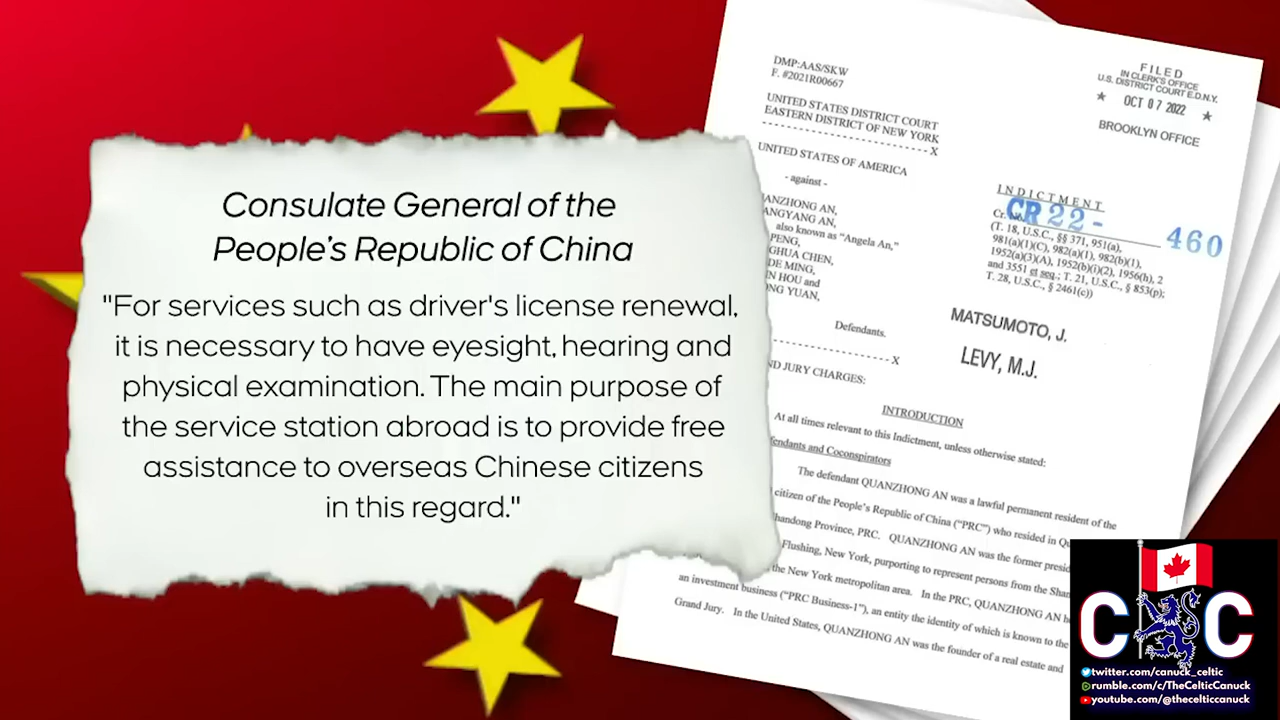 Consulate General of the
People's Republic of China
"For services such as driver's license renewal,
it is necessary to have eyesight, hearing and
physical examination. The main purpose of
the service station abroad is to provide free
assistance to overseas Chinese citizens
in this regard."
DMP:AAS/SKW
F. #2021R00667
FILED
IN CLERK'S OFFICE
U.S. DISTRICT COURT E.D.N.Y.
★ OCT 07 2022 ★
BROOKLYN OFFICE
UNITED STATES DISTRICT COURT
EASTERN DISTRICT OF NEW YORK
- - - - - - - - - - - - - - - - - - - - - - - - X
UNITED STATES OF AMERICA
- against -
also known as "Angela An,"
PENG,
CHEN,
MING,
HOU and
YUAN,
Defendants.
- - - - - - - - - - - - - - - - - X
INDICTMENT
CR 22 - 460
(T. 18, U.S.C., §§ 371, 951(a),
981(a)(1)(C), 982(a)(1), 982(b)(1),
1952(a)(3)(A), 1952(b)(i)(2), 1956(h), 2
and 3551 et seq.; T. 21, U.S.C., § 853(p);
T. 28, U.S.C., § 2461(c))
MATSUMOTO, J.
LEVY, M.J.
JURY CHARGES:
INTRODUCTION
At all times relevant to this Indictment, unless otherwise stated:
and Coconspirators
The defendant QUANZHONG AN was a lawful permanent resident of the
citizen of the People's Republic of China ("PRC") who resided in
Province, PRC. QUANZHONG AN was the former
Flushing, New York, purporting to represent persons from the
the New York metropolitan area. In the PRC, QUANZHONG AN
an investment business ("PRC Business-1"), an entity the identity of which is known to the
Grand Jury. In the United States, QUANZHONG AN was the founder of a real estate and
C C
twitter.com/canuck_celtic
rumble.com/c/TheCelticCanuck
youtube.com/@thecelticcanuck